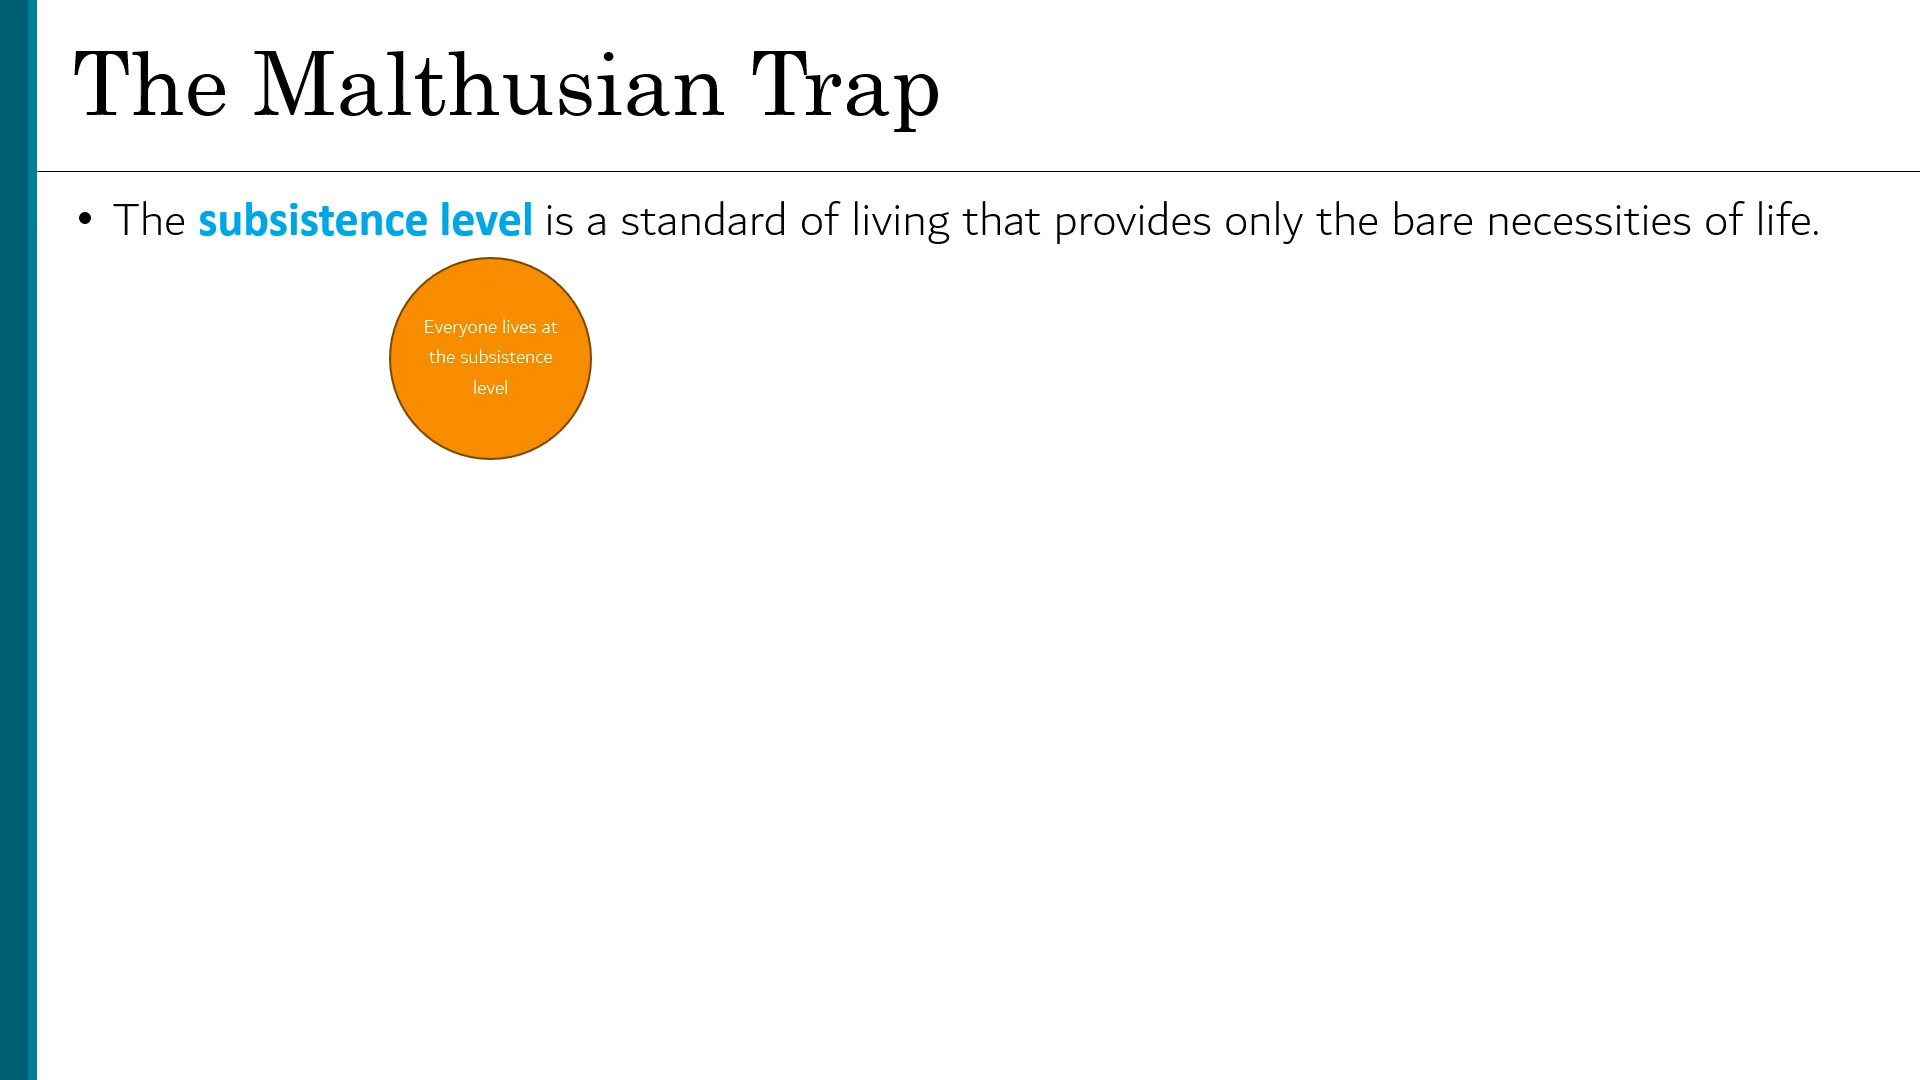 The Malthusian Trap
• The subsistence level is a standard of living that provides only the bare necessities of life.
Everyone lives at
the subsistence
level